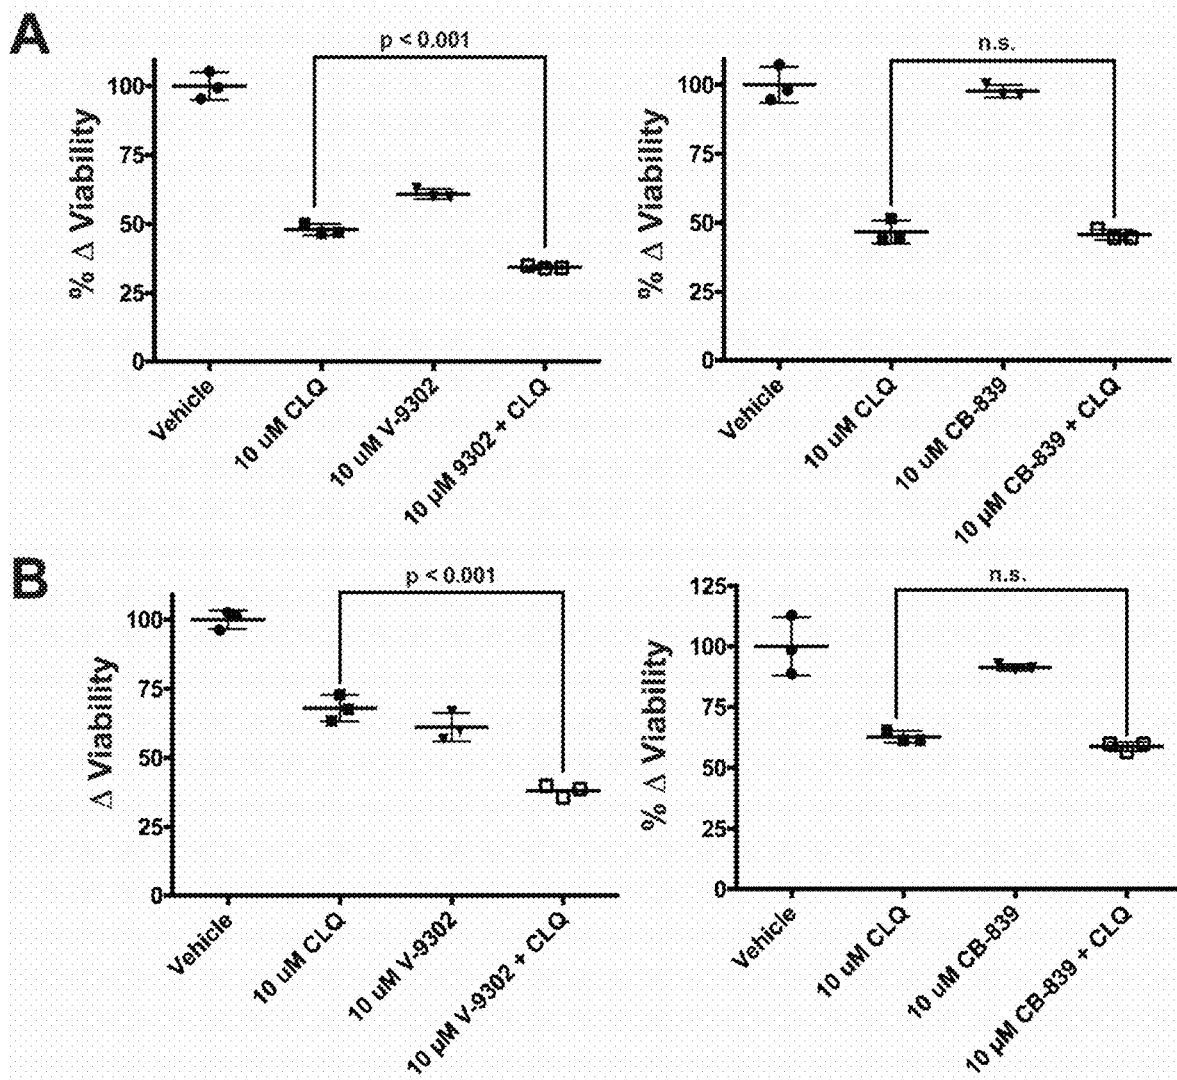 A
p < 0.001
% Δ Viability
100
75
50
25
0
Vehicle
10 uM CLQ
10 uM V-9302
10 µM 9302 + CLQ
n.s.
% Δ Viability
100
75
50
25
0
Vehicle
10 uM CLQ
10 uM CB-839
10 µM CB-839 + CLQ
B
p < 0.001
Δ Viability
100
75
50
25
0
Vehicle
10 uM CLQ
10 uM V-9302
10 µM V-9302 + CLQ
n.s.
% Δ Viability
125
100
75
50
25
0
Vehicle
10 uM CLQ
10 uM CB-839
10 µM CB-839 + CLQ